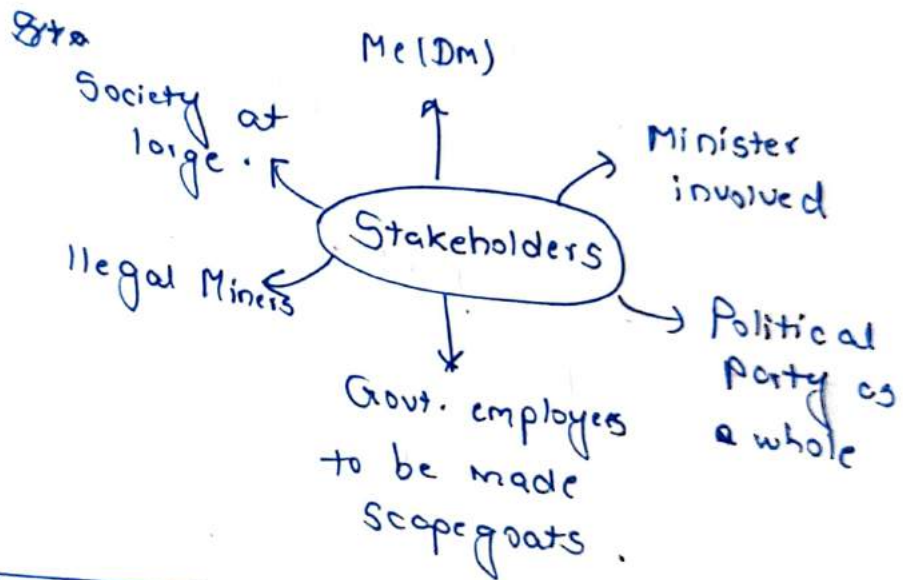 Me (Dm)
Society at
large.
Minister
involved
Stakeholders
Illegal Miners
Political
Party as
a whole
Govt. employees
to be made
scapegoats.